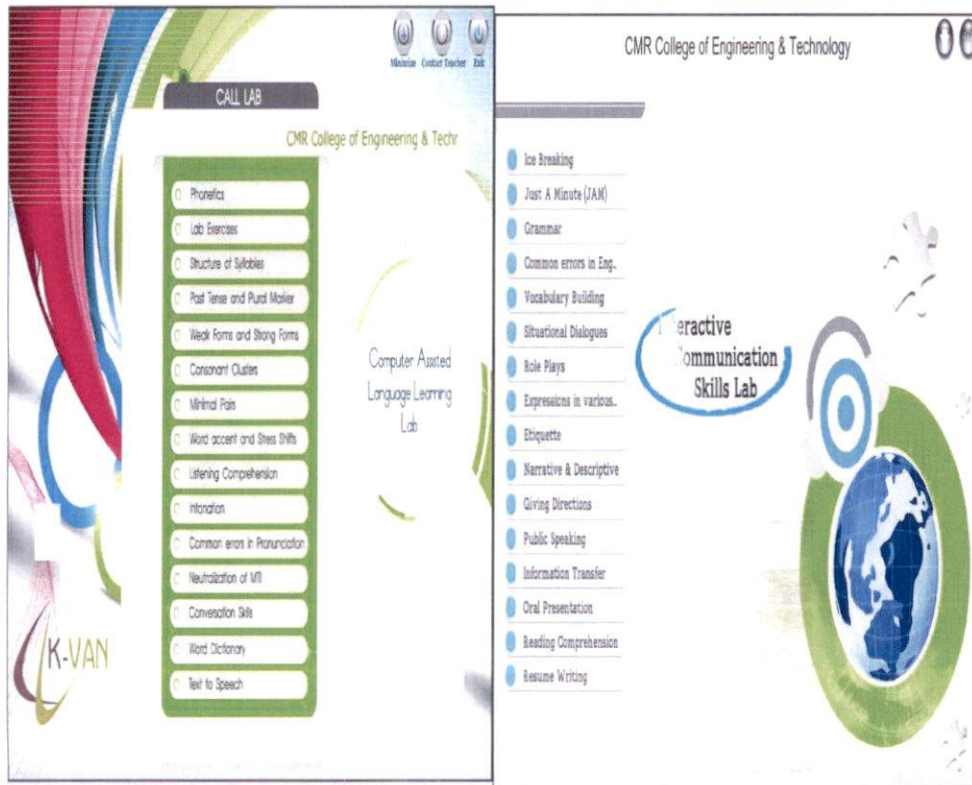 Minimize Contact Teacher Exit
CALL LAB
CMR College of Engineering & Techr
Phonetics
Lab Exercises
Structure of Syllables
Past Tense and Plural Marker
Weak Forms and Strong Forms
Consonant Clusters
Minimal Pairs
Word accent and Stress Shifts
Listening Comprehension
Intonation
Common errors in Pronunciation
Neutralization of MTI
Conversation Skills
Word Dictionary
Text to Speech
Computer Assisted
Language Learning
Lab
K-VAN
CMR College of Engineering & Technology
Ice Breaking
Just A Minute (JAM)
Grammar
Common errors in Eng..
Vocabulary Building
Situational Dialogues
Role Plays
Expressions in various..
Etiquette
Narrative & Descriptive
Giving Directions
Public Speaking
Information Transfer
Oral Presentation
Reading Comprehension
Resume Writing
Interactive
Communication
Skills Lab